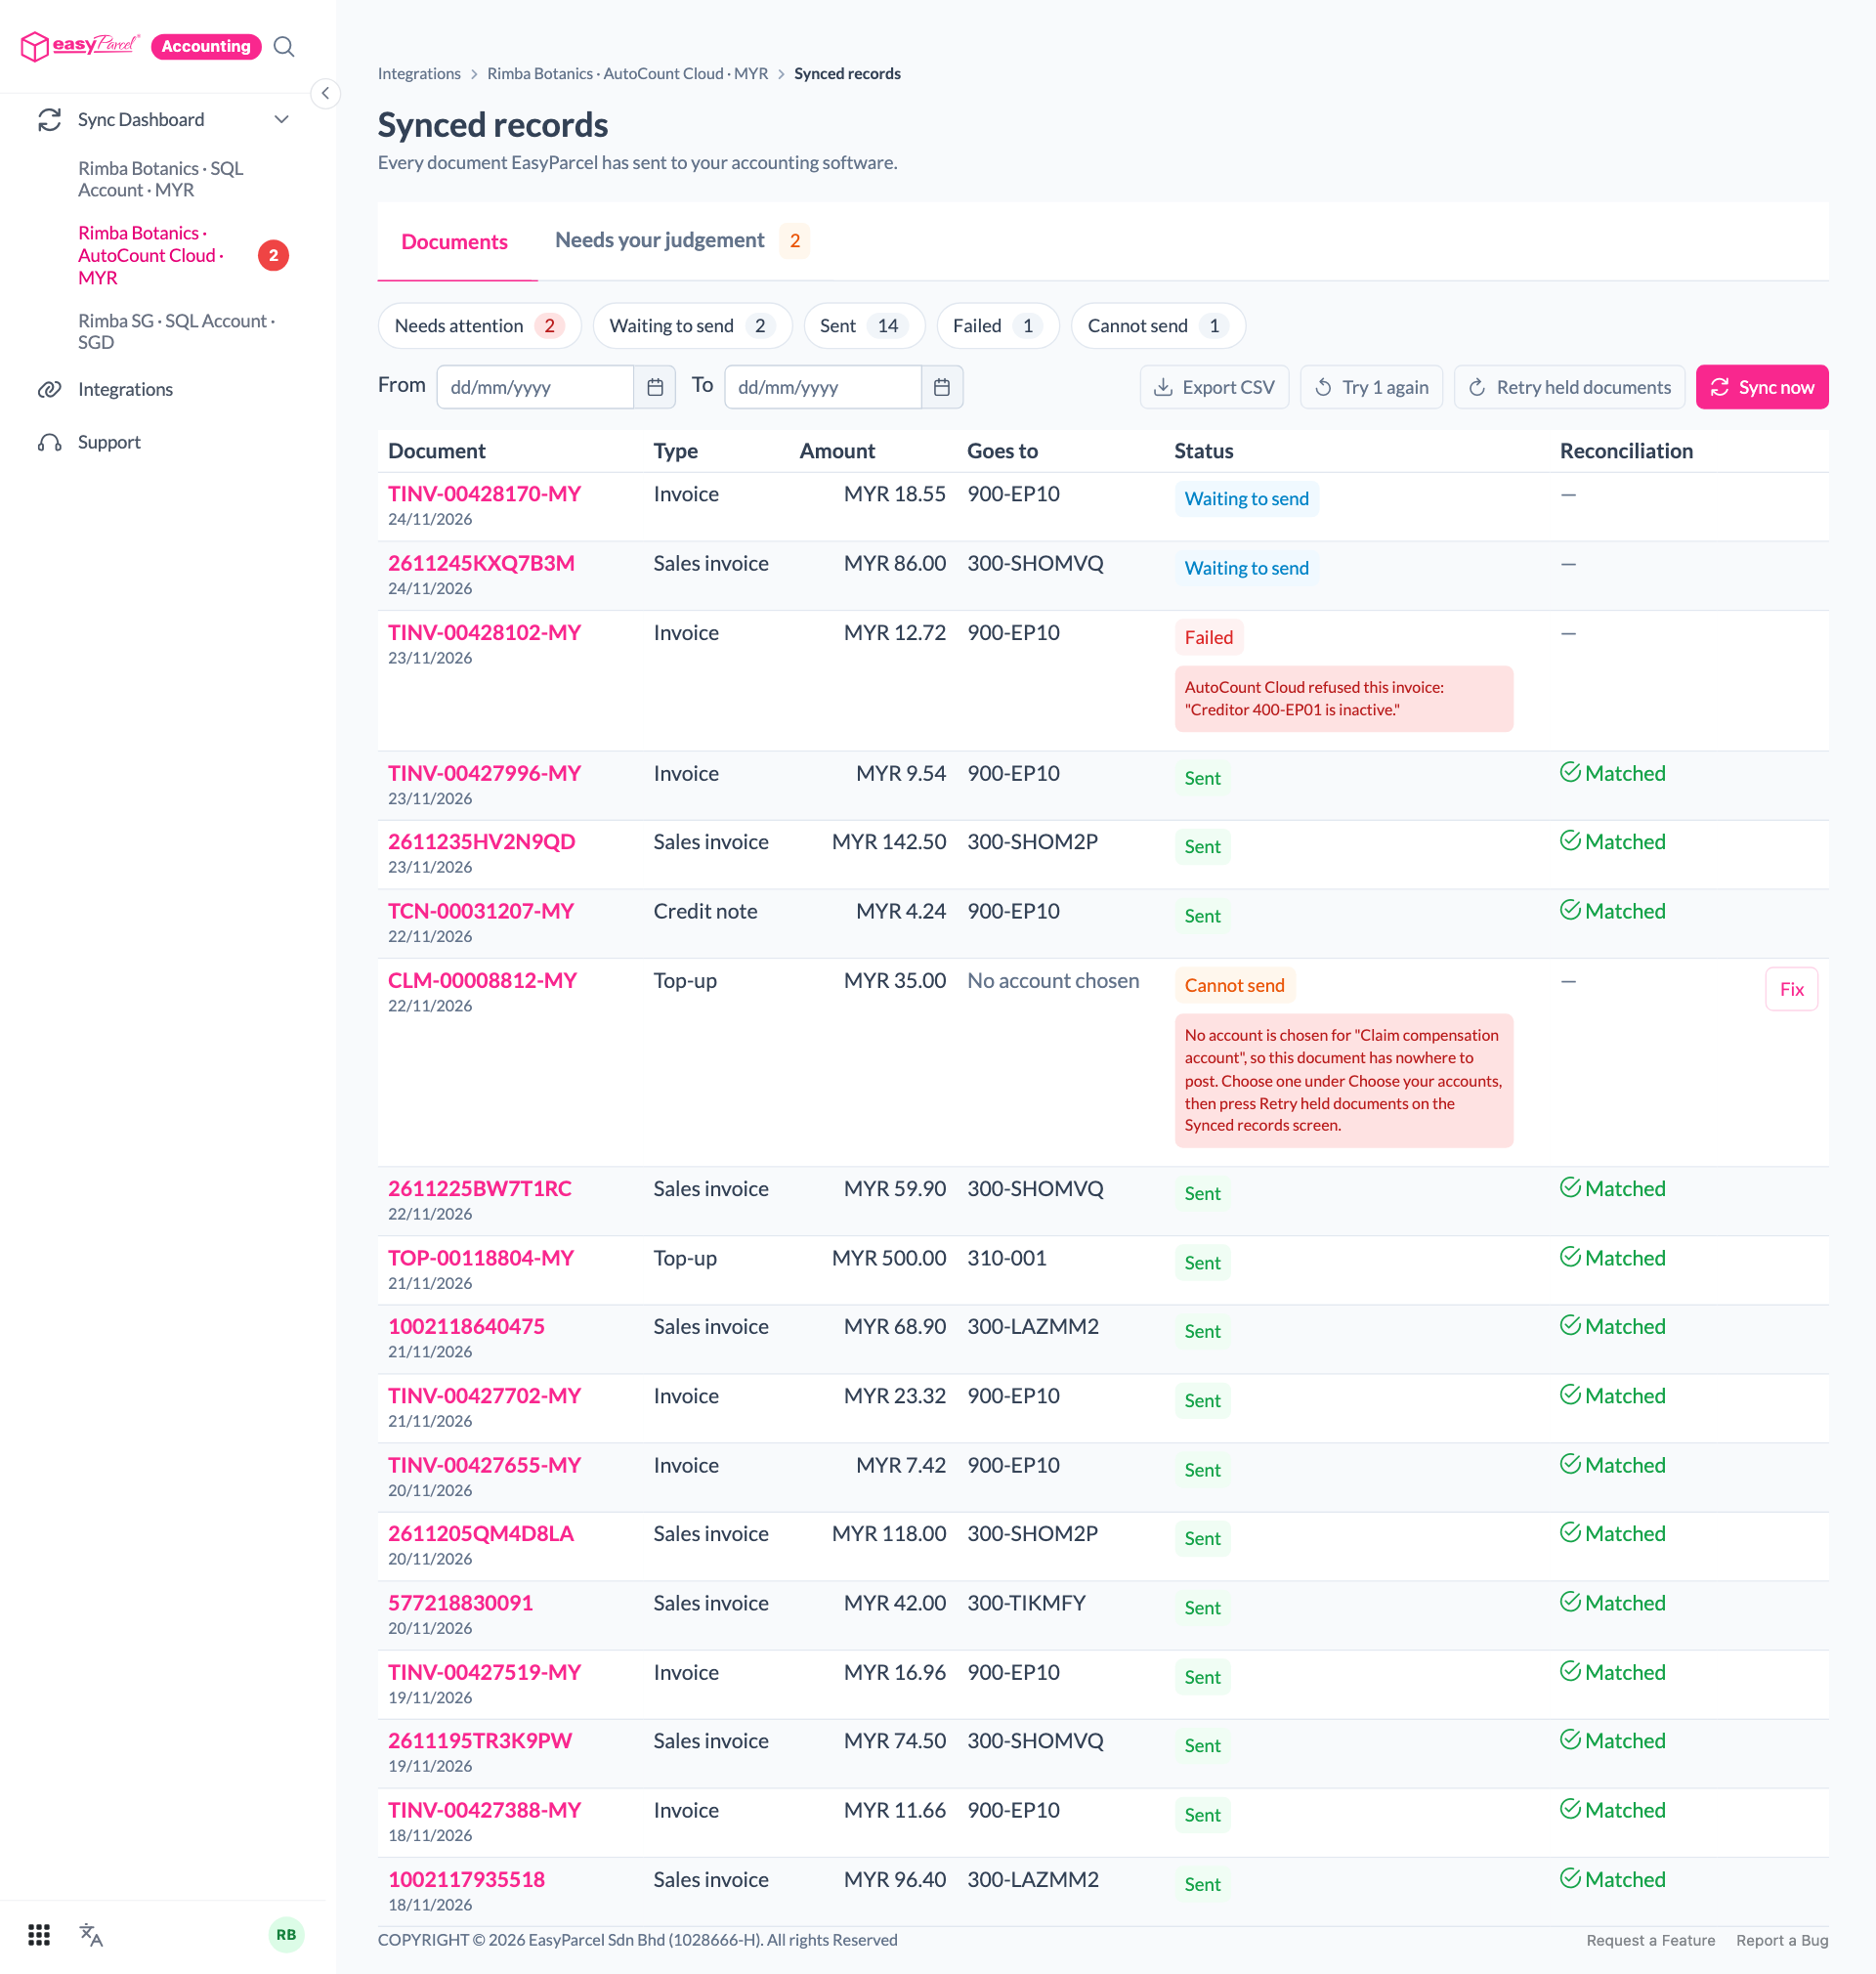 easyParcel Accounting
Sync Dashboard
Rimba Botanics · SQL
Account · MYR
Rimba Botanics ·
AutoCount Cloud ·
MYR
2
Rimba SG · SQL Account ·
SGD
Integrations
Support
RB
Integrations > Rimba Botanics · AutoCount Cloud · MYR > Synced records
Synced records
Every document EasyParcel has sent to your accounting software.
Documents Needs your judgement 2
Needs attention 2 Waiting to send 2 Sent 14 Failed 1 Cannot send 1
From dd/mm/yyyy To dd/mm/yyyy Export CSV Try 1 again Retry held documents Sync now
Document Type Amount Goes to Status Reconciliation
TINV-00428170-MY Invoice MYR 18.55 900-EP10 Waiting to send —
24/11/2026
2611245KXQ7B3M Sales invoice MYR 86.00 300-SHOMVQ Waiting to send —
24/11/2026
TINV-00428102-MY Invoice MYR 12.72 900-EP10 Failed —
23/11/2026
AutoCount Cloud refused this invoice:
"Creditor 400-EP01 is inactive."
TINV-00427996-MY Invoice MYR 9.54 900-EP10 Sent Matched
23/11/2026
2611235HV2N9QD Sales invoice MYR 142.50 300-SHOM2P Sent Matched
23/11/2026
TCN-00031207-MY Credit note MYR 4.24 900-EP10 Sent Matched
22/11/2026
CLM-00008812-MY Top-up MYR 35.00 No account chosen Cannot send — Fix
22/11/2026
No account is chosen for "Claim compensation
account", so this document has nowhere to
post. Choose one under Choose your accounts,
then press Retry held documents on the
Synced records screen.
2611225BW7T1RC Sales invoice MYR 59.90 300-SHOMVQ Sent Matched
22/11/2026
TOP-00118804-MY Top-up MYR 500.00 310-001 Sent Matched
21/11/2026
1002118640475 Sales invoice MYR 68.90 300-LAZMM2 Sent Matched
21/11/2026
TINV-00427702-MY Invoice MYR 23.32 900-EP10 Sent Matched
21/11/2026
TINV-00427655-MY Invoice MYR 7.42 900-EP10 Sent Matched
20/11/2026
2611205QM4D8LA Sales invoice MYR 118.00 300-SHOM2P Sent Matched
20/11/2026
577218830091 Sales invoice MYR 42.00 300-TIKMFY Sent Matched
20/11/2026
TINV-00427519-MY Invoice MYR 16.96 900-EP10 Sent Matched
19/11/2026
2611195TR3K9PW Sales invoice MYR 74.50 300-SHOMVQ Sent Matched
19/11/2026
TINV-00427388-MY Invoice MYR 11.66 900-EP10 Sent Matched
18/11/2026
1002117935518 Sales invoice MYR 96.40 300-LAZMM2 Sent Matched
18/11/2026
COPYRIGHT © 2026 EasyParcel Sdn Bhd (1028666-H). All rights Reserved Request a Feature Report a Bug